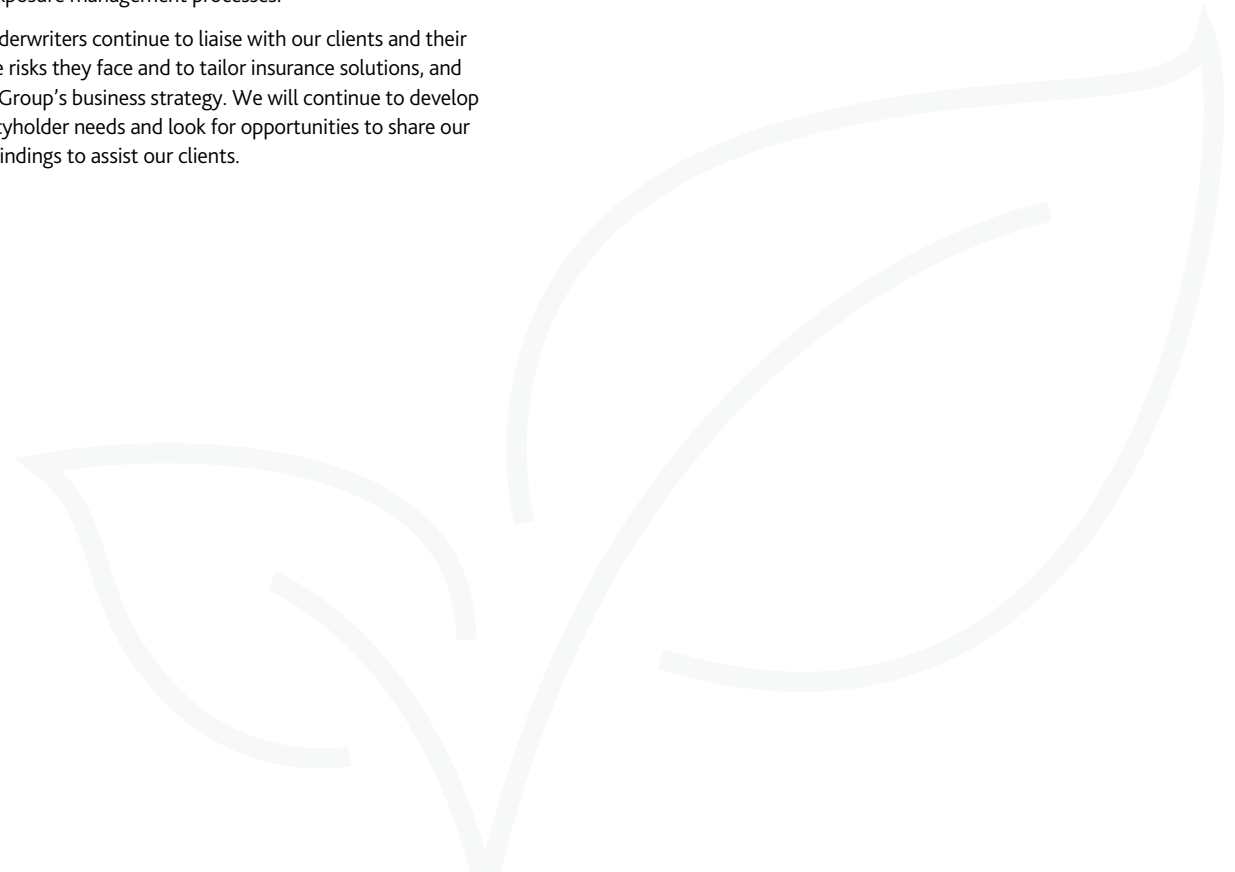 xposure management processes.
derwriters continue to liaise with our clients and their
e risks they face and to tailor insurance solutions, and
Group’s business strategy. We will continue to develop
cyholder needs and look for opportunities to share our
indings to assist our clients.